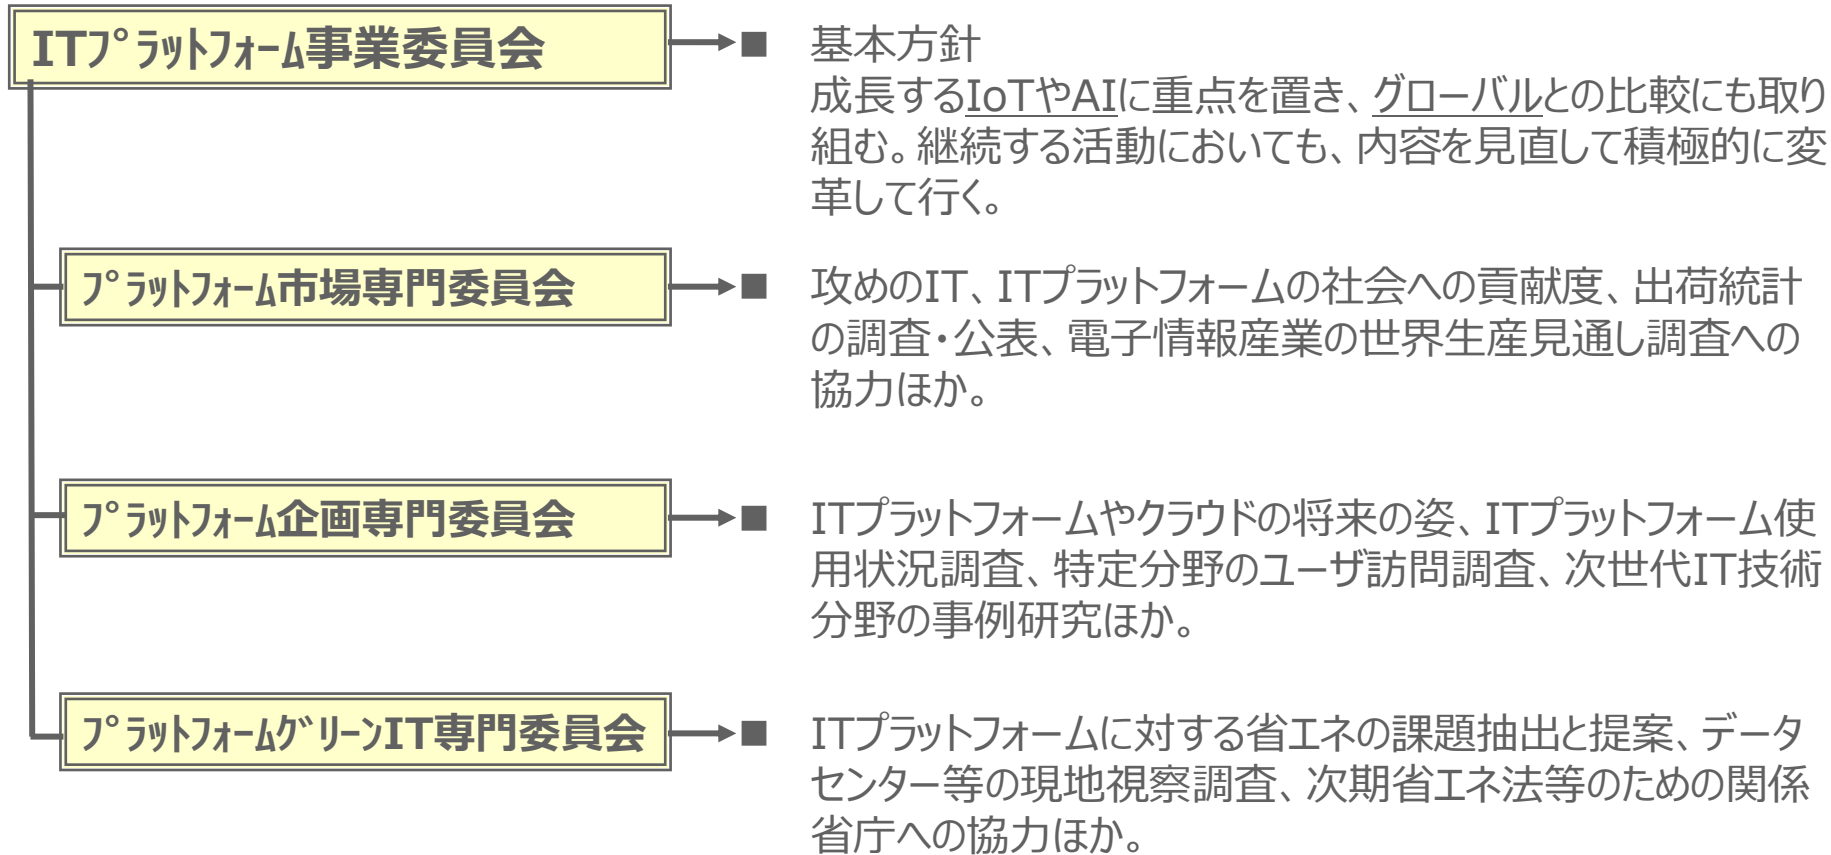 ITﾌﾟﾗｯﾄﾌｫｰﾑ事業委員会
■ 基本方針
成長するIoTやAIに重点を置き、グローバルとの比較にも取り
組む。継続する活動においても、内容を見直して積極的に変
革して行く。
ﾌﾟﾗｯﾄﾌｫｰﾑ市場専門委員会
■ 攻めのIT、ITプラットフォームの社会への貢献度、出荷統計
の調査・公表、電子情報産業の世界生産見通し調査への
協力ほか。
ﾌﾟﾗｯﾄﾌｫｰﾑ企画専門委員会
■ ITプラットフォームやクラウドの将来の姿、ITプラットフォーム使
用状況調査、特定分野のユーザ訪問調査、次世代IT技術
分野の事例研究ほか。
ﾌﾟﾗｯﾄﾌｫｰﾑｸﾞﾘｰﾝIT専門委員会
■ ITプラットフォームに対する省エネの課題抽出と提案、データ
センター等の現地視察調査、次期省エネ法等のための関係
省庁への協力ほか。